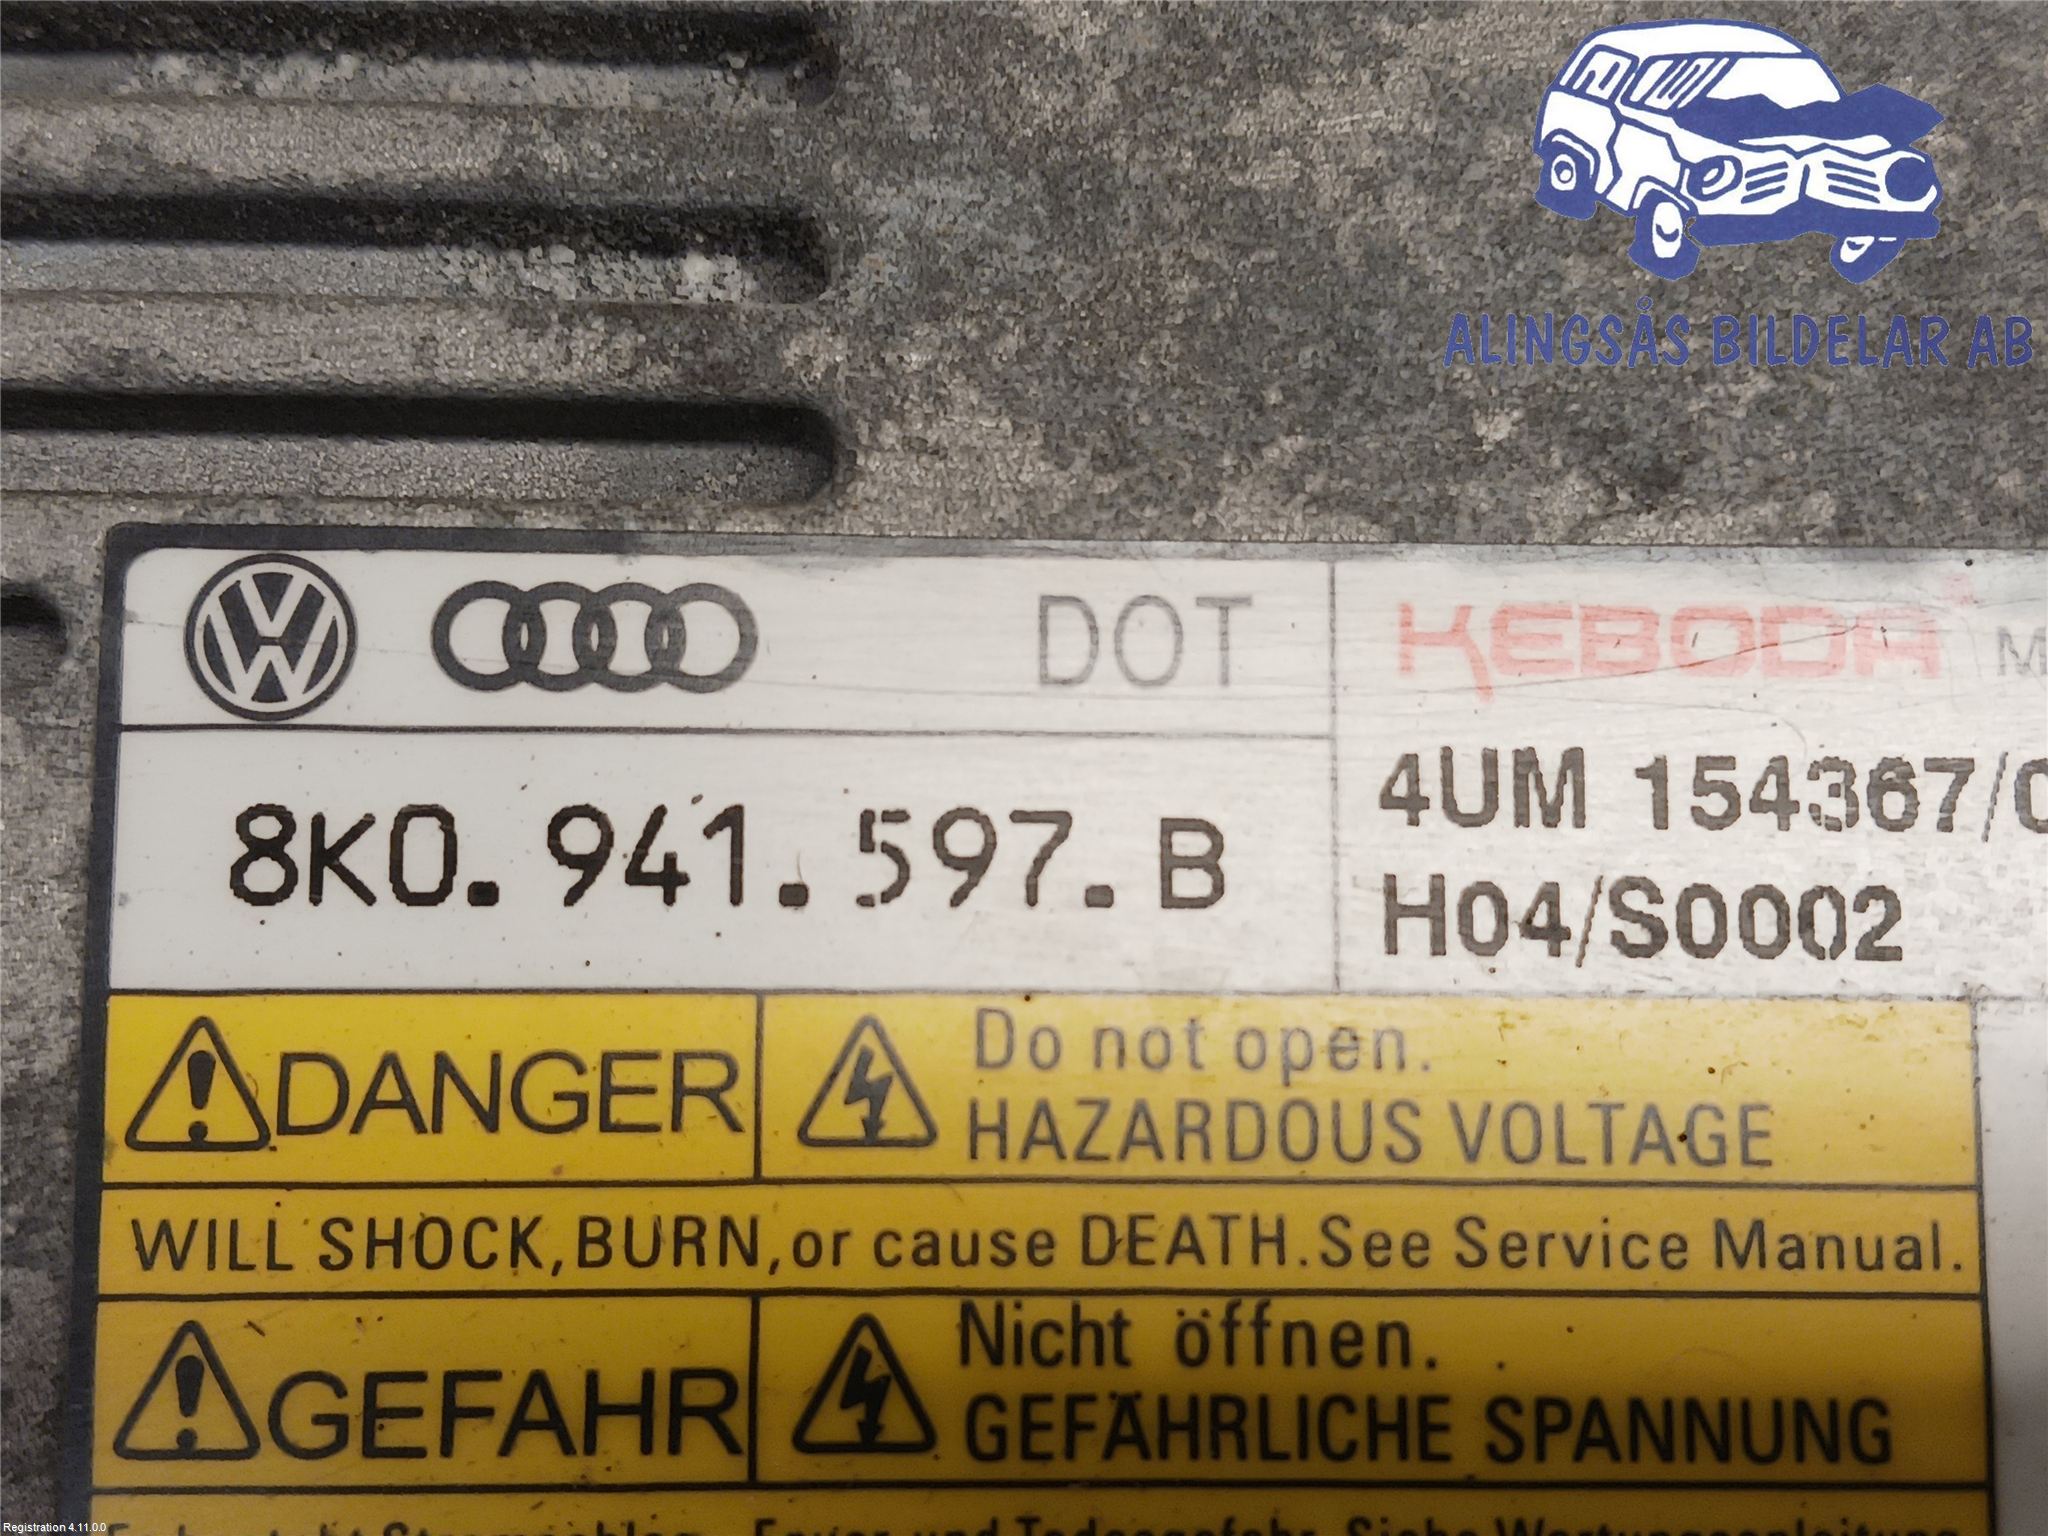 ALINGSÅS BILDELAR AB
DOT
KEBODA
8K0.941.597.B
4UM 154367/
H04/S0002
DANGER
Do not open.
HAZARDOUS VOLTAGE
WILL SHOCK, BURN, or cause DEATH. See Service Manual.
GEFAHR
Nicht öffnen.
GEFÄHRLICHE SPANNUNG
Registration 4.11.0.0